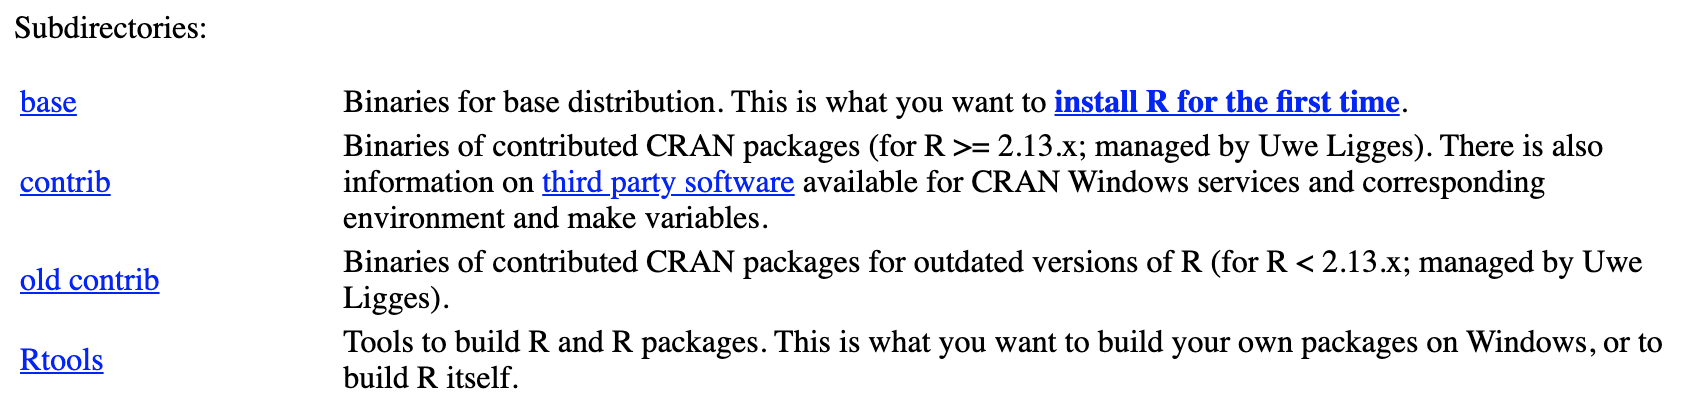 Subdirectories:
base
Binaries for base distribution. This is what you want to install R for the first time.
contrib
Binaries of contributed CRAN packages (for R >= 2.13.x; managed by Uwe Ligges). There is also
information on third party software available for CRAN Windows services and corresponding
environment and make variables.
old contrib
Binaries of contributed CRAN packages for outdated versions of R (for R < 2.13.x; managed by Uwe
Ligges).
Rtools
Tools to build R and R packages. This is what you want to build your own packages on Windows, or to
build R itself.